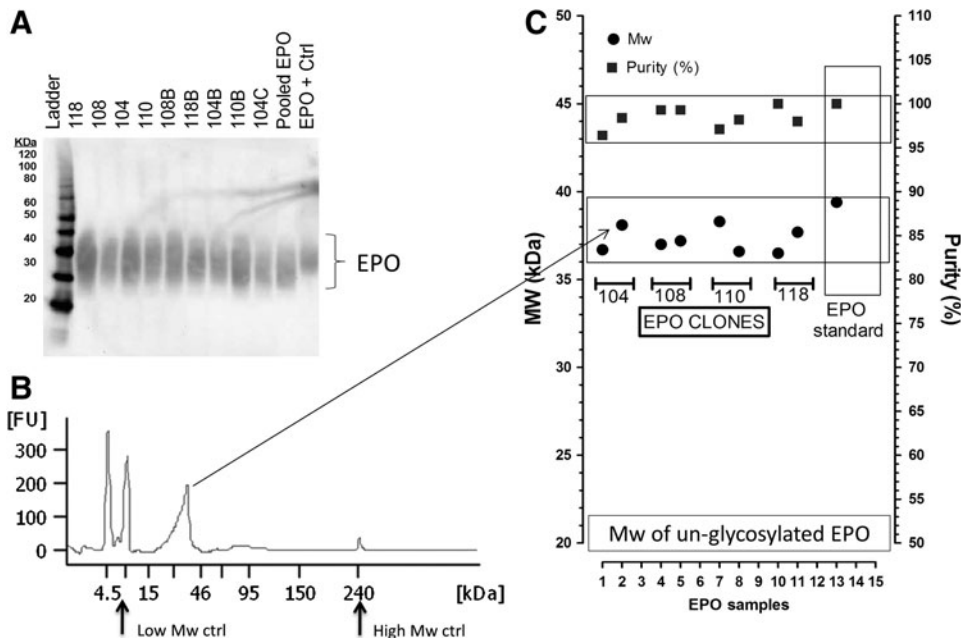 A
Ladder
118
108
104
110
108B
118B
104B
110B
104C
Pooled EPO
EPO + Ctrl
KDa
120
100
80
60
50
40
30
20
EPO
B
[FU]
300
200
100
0
4.5 15 46 95 150 240 [kDa]
Low Mw ctrl High Mw ctrl
C
Mw
Purity (%)
MW (kDa)
50
45
40
35
30
25
20
110
105
100
95
90
85
80
75
70
65
60
55
50
Purity (%)
104 108 110 118
EPO CLONES
EPO
standard
Mw of un-glycosylated EPO
1 2 3 4 5 6 7 8 9 10 11 12 13 14 15
EPO samples